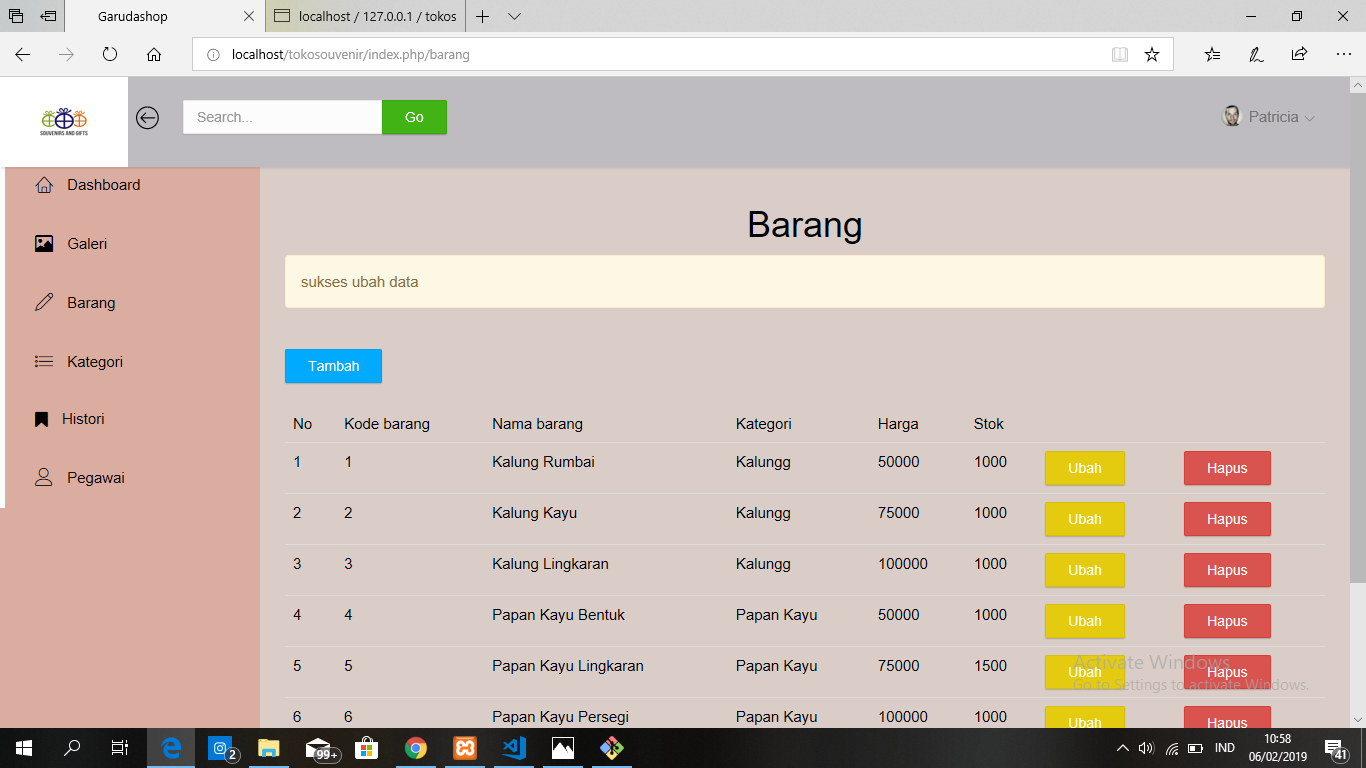 Garudashop
localhost / 127.0.0.1 / tokos
localhost/tokosouvenir/index.php/barang
SOUVENIRS AND GIFTS
Search...
Go
Patricia
Dashboard
Galeri
Barang
Kategori
Histori
Pegawai
Barang
sukses ubah data
Tambah
No Kode barang Nama barang Kategori Harga Stok
1 1 Kalung Rumbai Kalungg 50000 1000 Ubah Hapus
2 2 Kalung Kayu Kalungg 75000 1000 Ubah Hapus
3 3 Kalung Lingkaran Kalungg 100000 1000 Ubah Hapus
4 4 Papan Kayu Bentuk Papan Kayu 50000 1000 Ubah Hapus
5 5 Papan Kayu Lingkaran Papan Kayu 75000 1500 Ubah Hapus
6 6 Papan Kayu Persegi Papan Kayu 100000 1000 Ubah Hapus
Activate Windows
Go to Settings to activate Windows.
2
99+
IND
10:58
06/02/2019
41